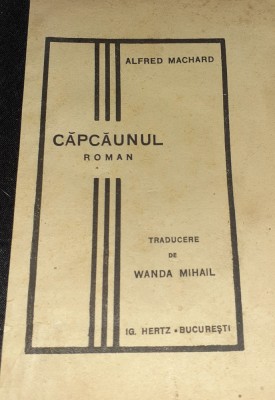 ALFRED MACHARD
CĂPCĂUNUL
ROMAN
TRADUCERE
DE
WANDA MIHAIL
IG. HERTZ • BUCUREȘTI